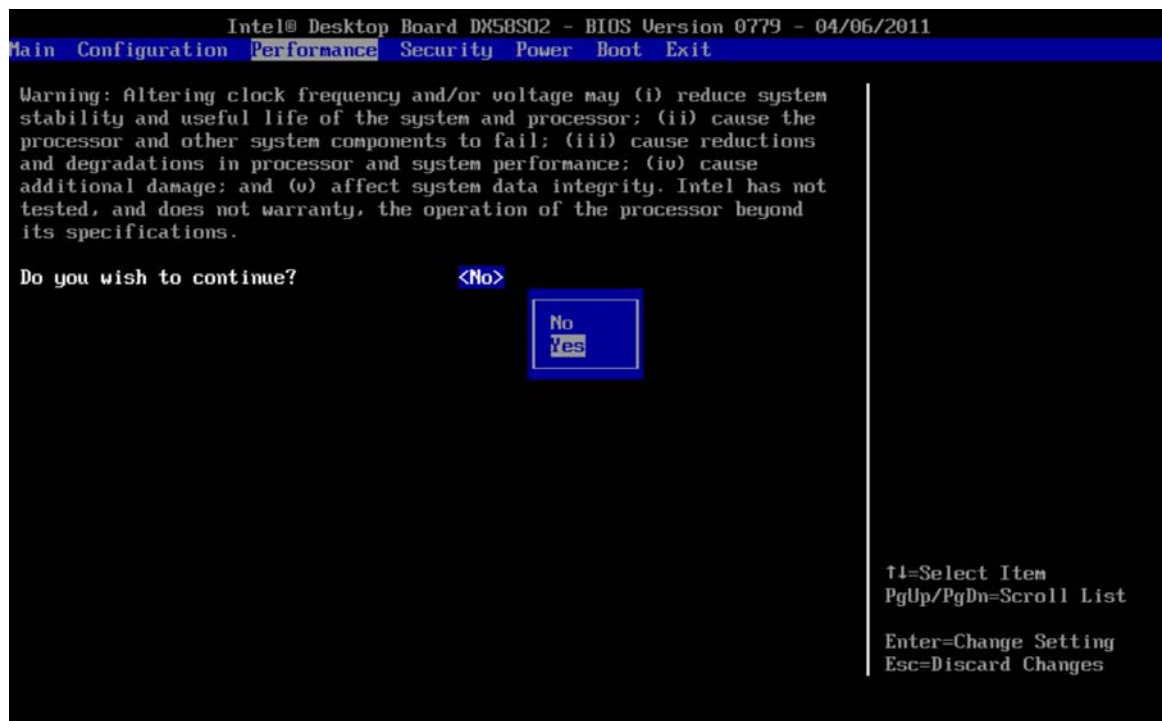 Intel® Desktop Board DX58SO2 - BIOS Version 0779 - 04/06/2011
Main Configuration Performance Security Power Boot Exit
Warning: Altering clock frequency and/or voltage may (i) reduce system
stability and useful life of the system and processor; (ii) cause the
processor and other system components to fail; (iii) cause reductions
and degradations in processor and system performance; (iv) cause
additional damage; and (v) affect system data integrity. Intel has not
tested, and does not warranty, the operation of the processor beyond
its specifications.
Do you wish to continue? <No>
No
Yes
↑↓=Select Item
PgUp/PgDn=Scroll List
Enter=Change Setting
Esc=Discard Changes